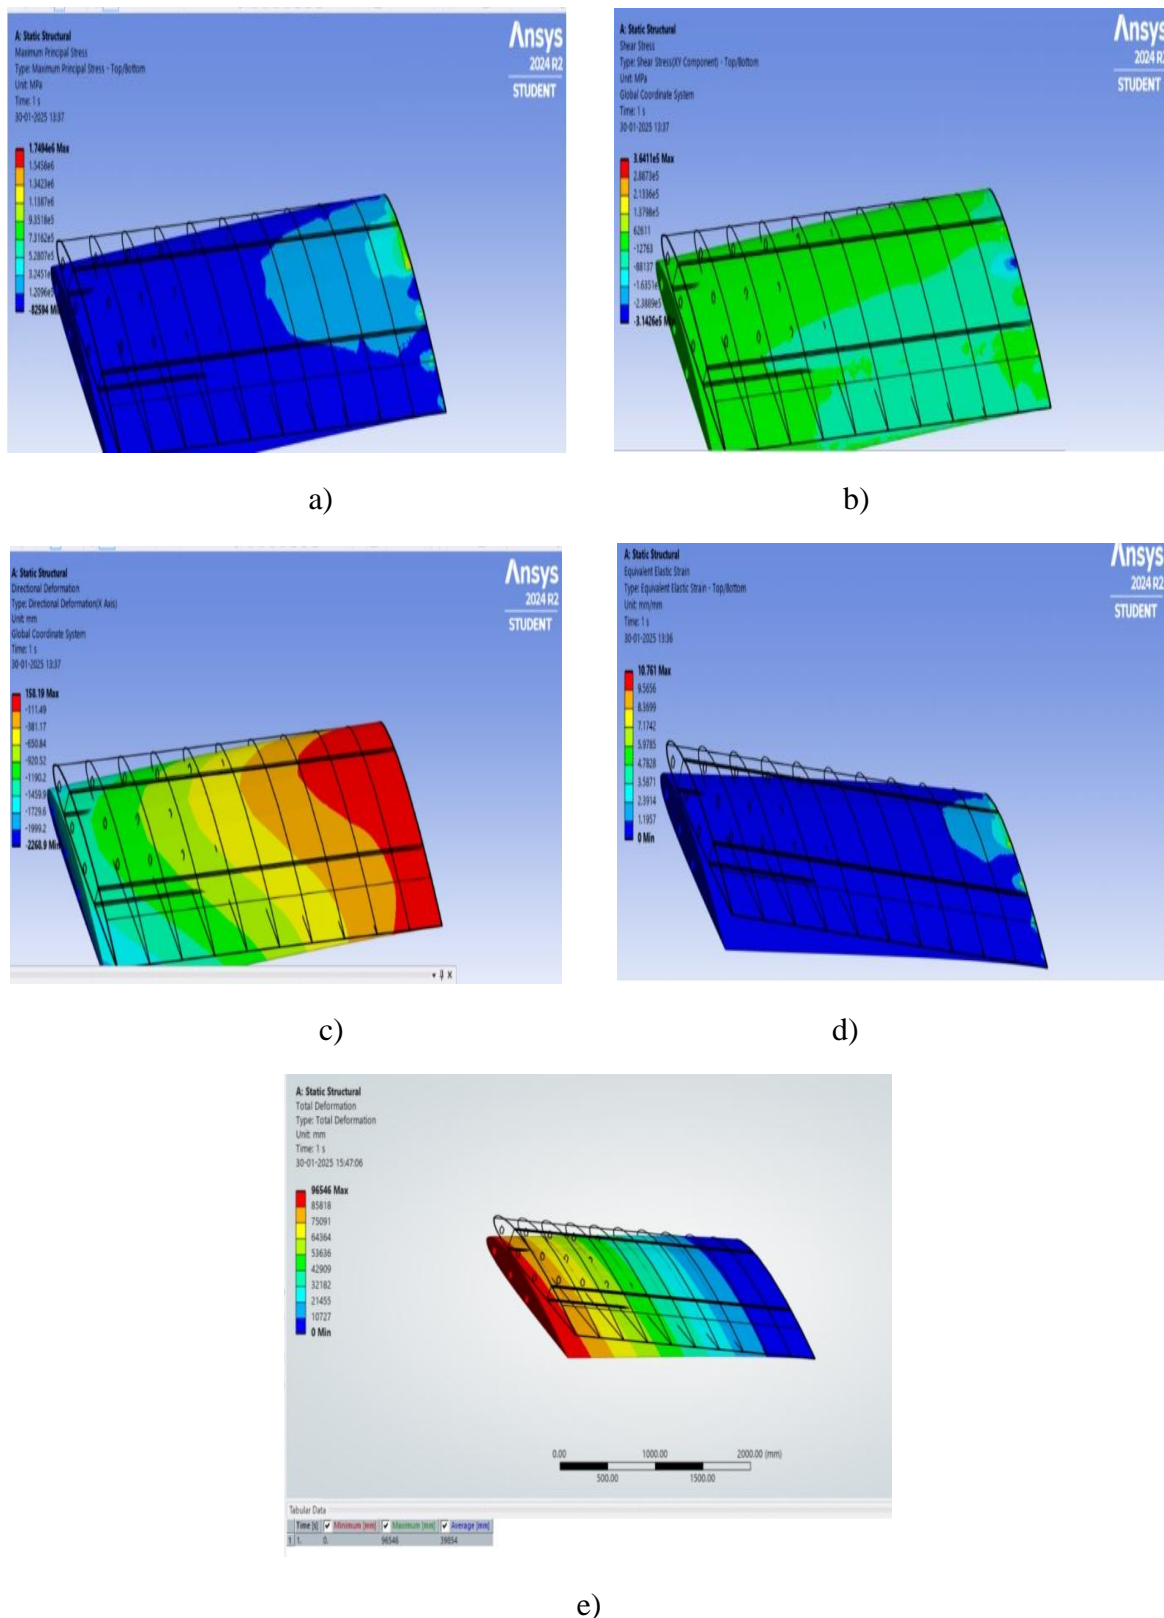 A: Static Structural
Maximum Principal Stress
Type: Maximum Principal Stress - Top/Bottom
Unit: MPa
Time: 1 s
30-01-2025 13:37
Ansys
2024 R2
STUDENT
1.7494e6 Max
1.5458e6
1.3423e6
1.1387e6
9.3518e5
7.3162e5
5.2807e5
3.2451e
1.2096e
-82594 M
a)
A: Static Structural
Shear Stress
Type: Shear Stress(XY Component) - Top/Bottom
Unit: MPa
Global Coordinate System
Time: 1 s
30-01-2025 13:37
Ansys
2024 R2
STUDENT
3.6411e5 Max
2.8873e5
2.1336e5
1.3798e5
62611
-12763
-88137
-1.6351
-2.3889e
-3.1426e5 M
b)
A: Static Structural
Directional Deformation
Type: Directional Deformation(X Axis)
Unit: mm
Global Coordinate System
Time: 1 s
30-01-2025 13:37
Ansys
2024 R2
STUDENT
158.19 Max
-111.49
-381.17
-650.84
-920.52
-1190.2
-1459.9
-1729.6
-1999.2
-2268.9 Min
c)
A: Static Structural
Equivalent Elastic Strain
Type: Equivalent Elastic Strain - Top/Bottom
Unit: mm/mm
Time: 1 s
30-01-2025 13:36
Ansys
2024 R2
STUDENT
10.761 Max
9.5656
8.3699
7.1742
5.9785
4.7828
3.5871
2.3914
1.1957
0 Min
d)
A: Static Structural
Total Deformation
Type: Total Deformation
Unit: mm
Time: 1 s
30-01-2025 15:47:06
96546 Max
85818
75091
64364
53636
42909
32182
21455
10727
0 Min
0.00 1000.00 2000.00 (mm)
500.00 1500.00
Tabular Data
Time [s] Minimum [mm] Maximum [mm] Average [mm]
1 1. 0. 96546 39854
e)